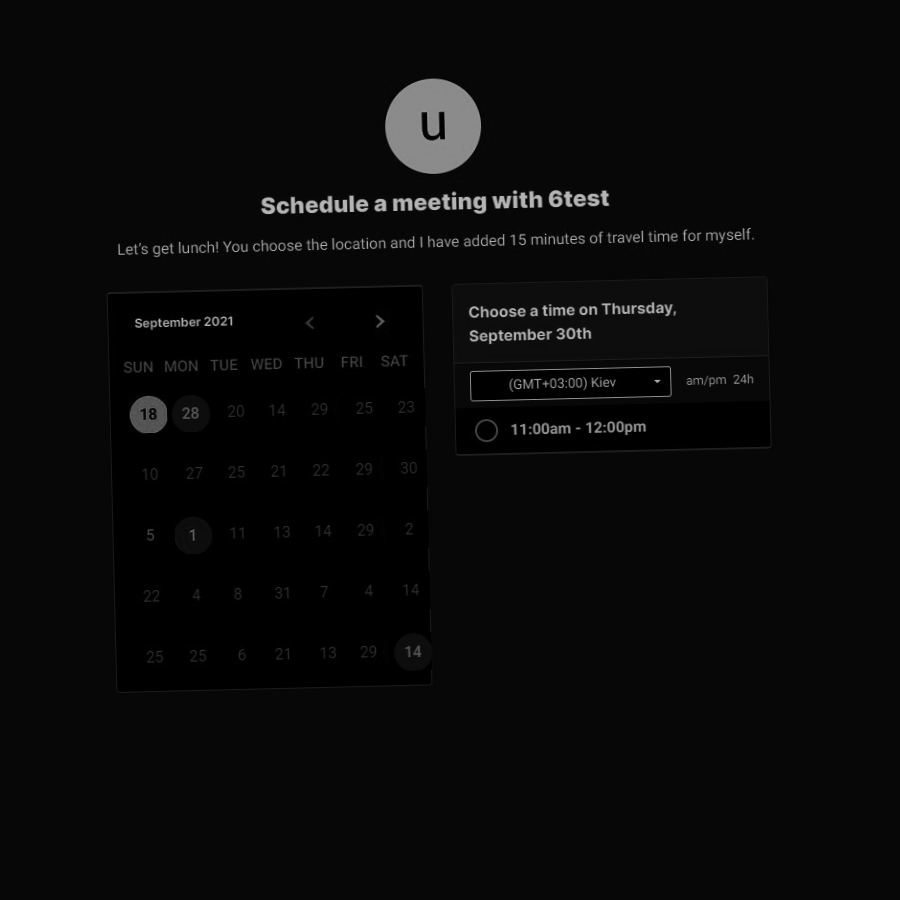 u
Schedule a meeting with 6test
Let's get lunch! You choose the location and I have added 15 minutes of travel time for myself.
September 2021
SUN MON TUE WED THU FRI SAT
18 28 20 14 29 25 23
10 27 25 21 22 29 30
5 1 11 13 14 29 2
22 4 8 31 7 4 14
25 25 6 21 13 29 14
Choose a time on Thursday,
September 30th
(GMT+03:00) Kiev am/pm 24h
11:00am - 12:00pm